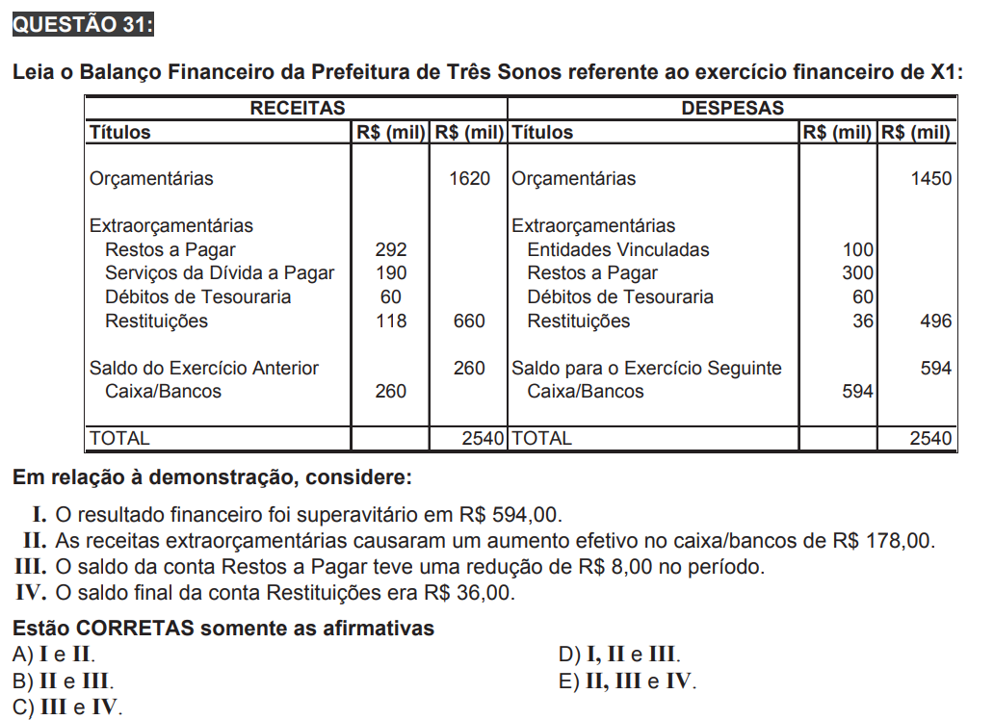 QUESTÃO 31:
Leia o Balanço Financeiro da Prefeitura de Três Sonos referente ao exercício financeiro de X1:
RECEITAS DESPESAS
Títulos R$ (mil) R$ (mil) Títulos R$ (mil) R$ (mil)
Orçamentárias 1620 Orçamentárias 1450
Extraorçamentárias Extraorçamentárias
Restos a Pagar 292 Entidades Vinculadas 100
Serviços da Dívida a Pagar 190 Restos a Pagar 300
Débitos de Tesouraria 60 Débitos de Tesouraria 60
Restituições 118 660 Restituições 36 496
Saldo do Exercício Anterior 260 Saldo para o Exercício Seguinte 594
Caixa/Bancos 260 Caixa/Bancos 594
TOTAL 2540 TOTAL 2540
Em relação à demonstração, considere:
I. O resultado financeiro foi superavitário em R$ 594,00.
II. As receitas extraorçamentárias causaram um aumento efetivo no caixa/bancos de R$ 178,00.
III. O saldo da conta Restos a Pagar teve uma redução de R$ 8,00 no período.
IV. O saldo final da conta Restituições era R$ 36,00.
Estão CORRETAS somente as afirmativas
A) I e II. D) I, II e III.
B) II e III. E) II, III e IV.
C) III e IV.